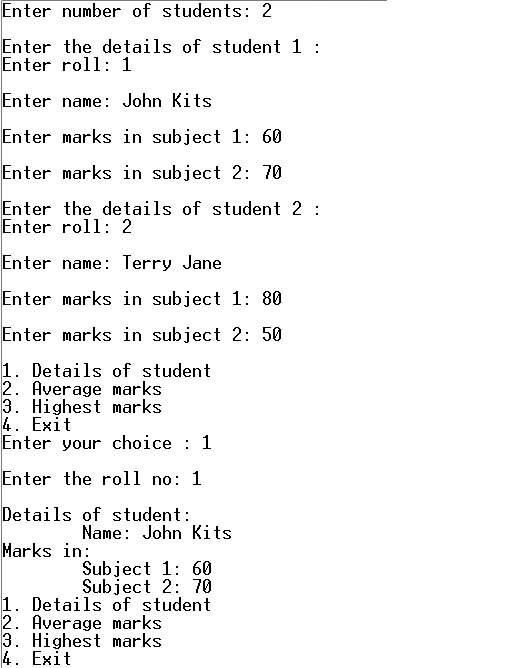 Enter number of students: 2
Enter the details of student 1 :
Enter roll: 1
Enter name: John Kits
Enter marks in subject 1: 60
Enter marks in subject 2: 70
Enter the details of student 2 :
Enter roll: 2
Enter name: Terry Jane
Enter marks in subject 1: 80
Enter marks in subject 2: 50
1. Details of student
2. Average marks
3. Highest marks
4. Exit
Enter your choice : 1
Enter the roll no: 1
Details of student:
Name: John Kits
Marks in:
Subject 1: 60
Subject 2: 70
1. Details of student
2. Average marks
3. Highest marks
4. Exit